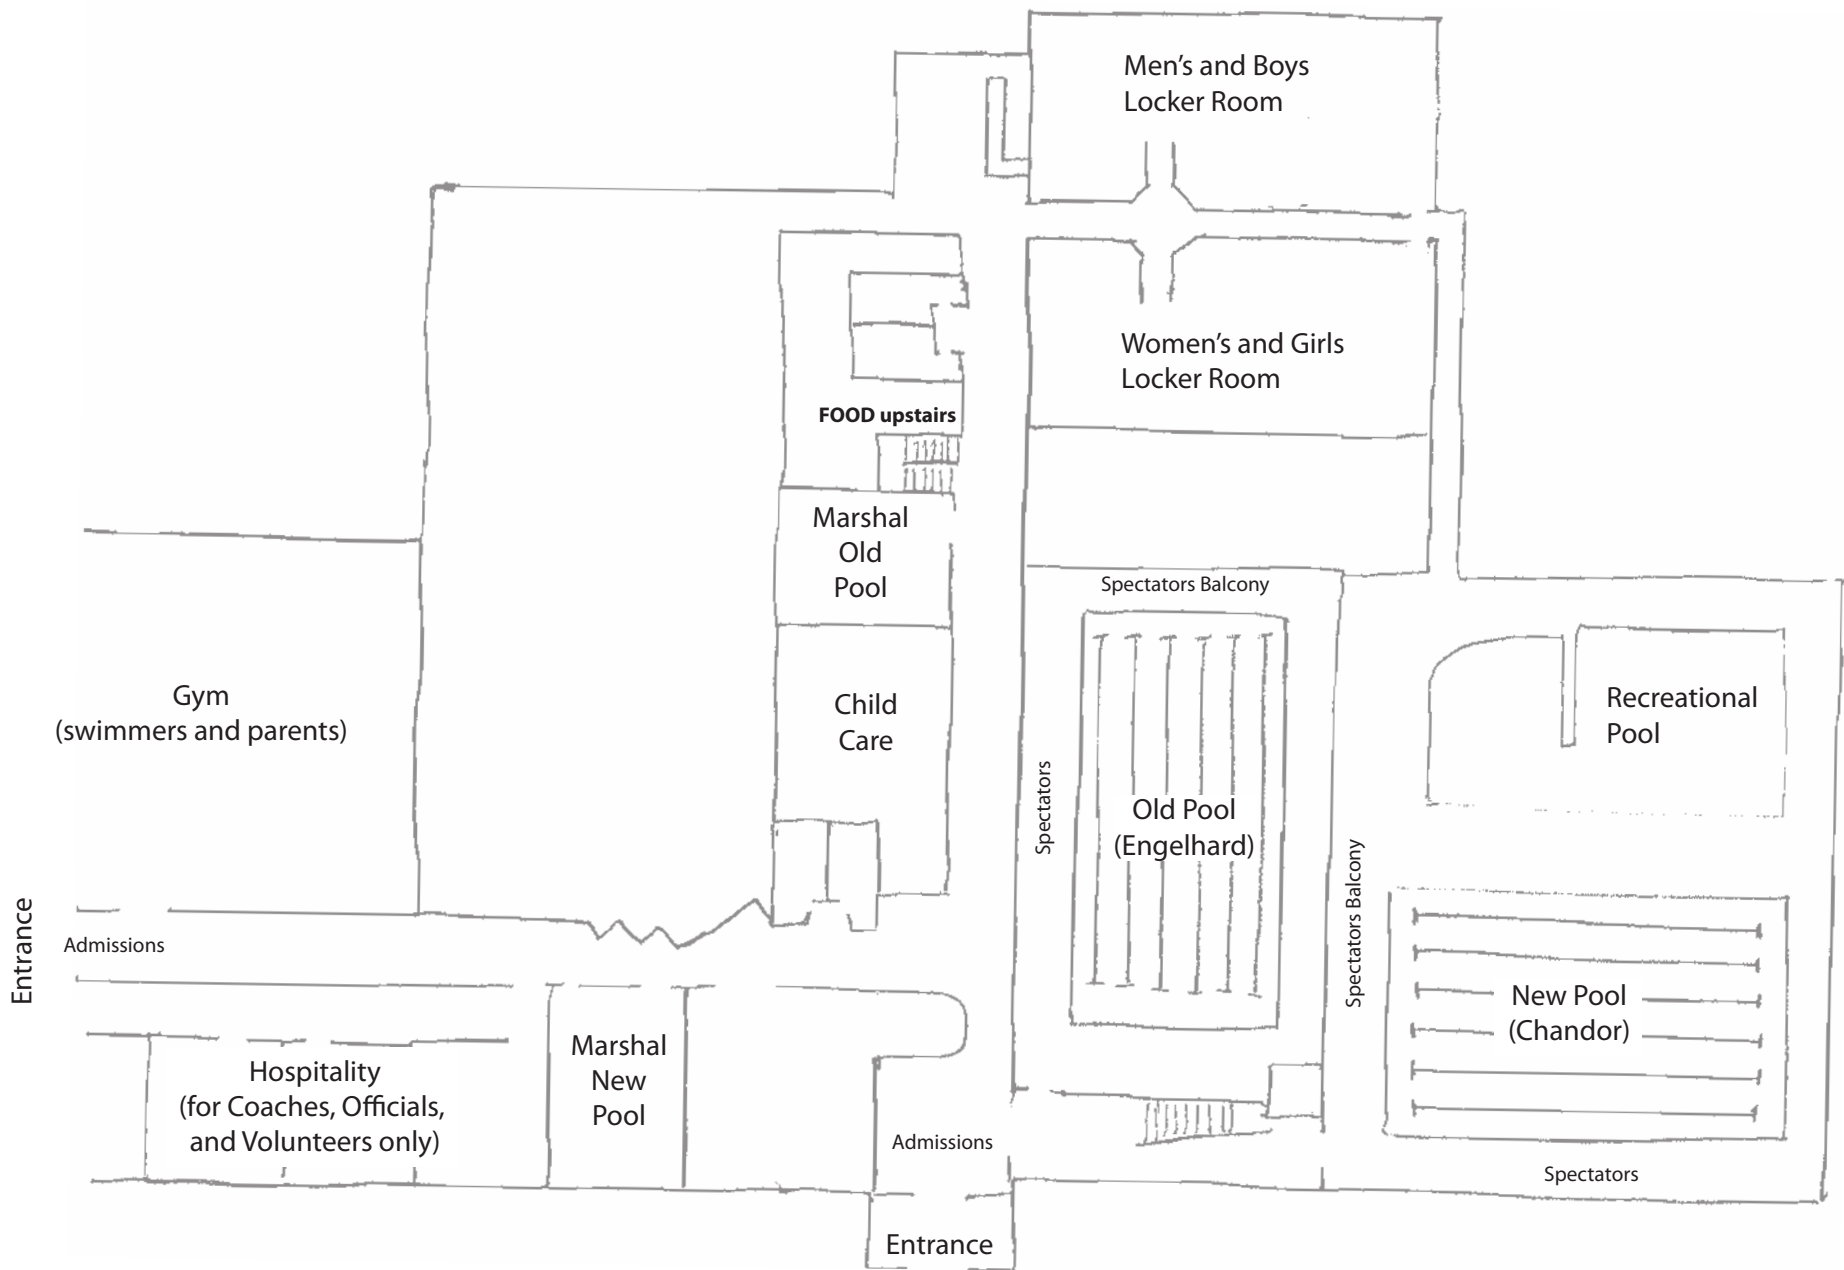 Men's and Boys
Locker Room
Women's and Girls
Locker Room
FOOD upstairs
Marshal
Old
Pool
Spectators Balcony
Gym
(swimmers and parents)
Child
Care
Recreational
Pool
Spectators
Old Pool
(Engelhard)
Spectators Balcony
Entrance
Admissions
New Pool
(Chandor)
Hospitality
(for Coaches, Officials,
and Volunteers only)
Marshal
New
Pool
Admissions
Spectators
Entrance